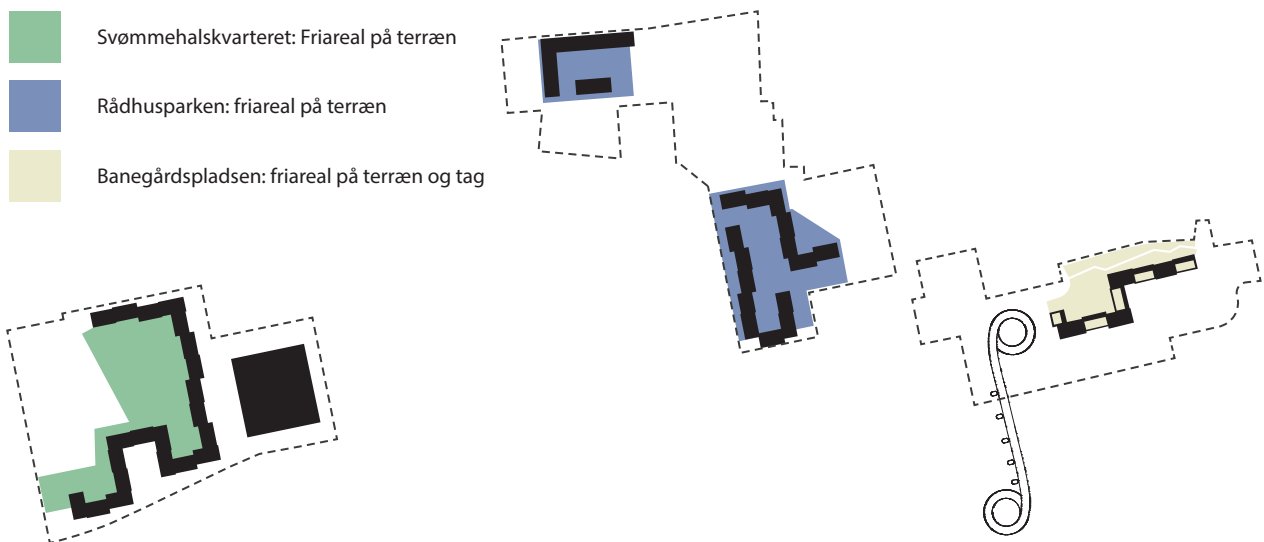 Svømmehalskvarteret: Friareal på terræn
Rådhusparken: friareal på terræn
Banegårdspladsen: friareal på terræn og tag